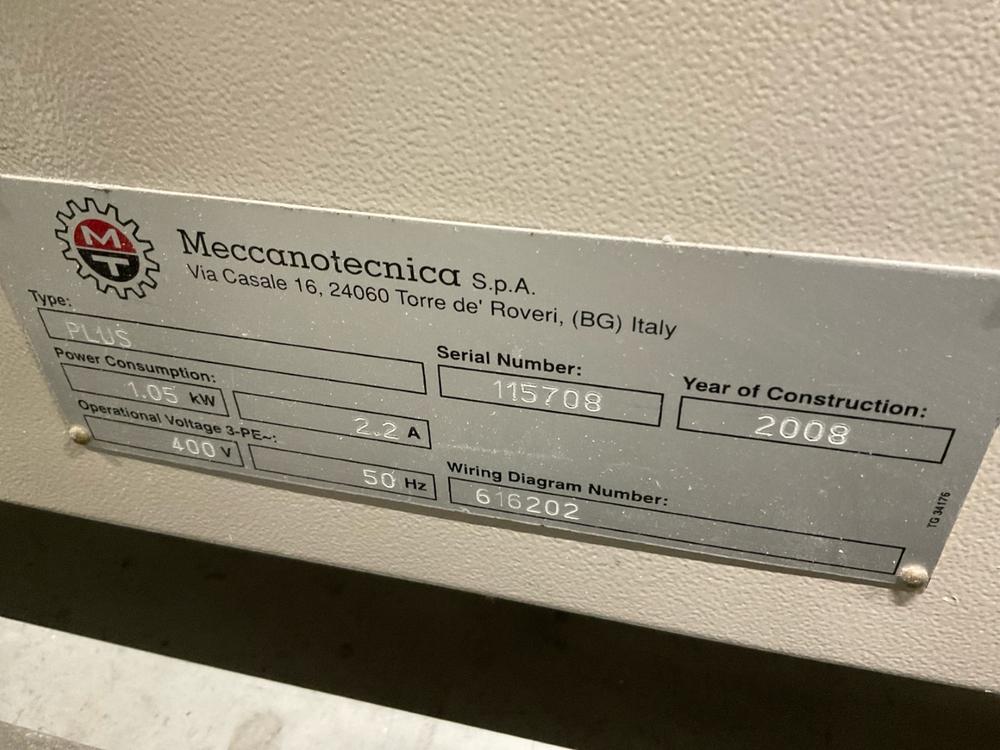 M
T
Meccanotecnica S.p.A.
Via Casale 16, 24060 Torre de' Roveri, (BG) Italy
Type:
PLUS
Serial Number:
115708
Year of Construction:
2008
Power Consumption:
1.05 kW
2.2 A
Operational Voltage 3-PE~:
400 V
50 Hz
Wiring Diagram Number:
616202
TG 34176